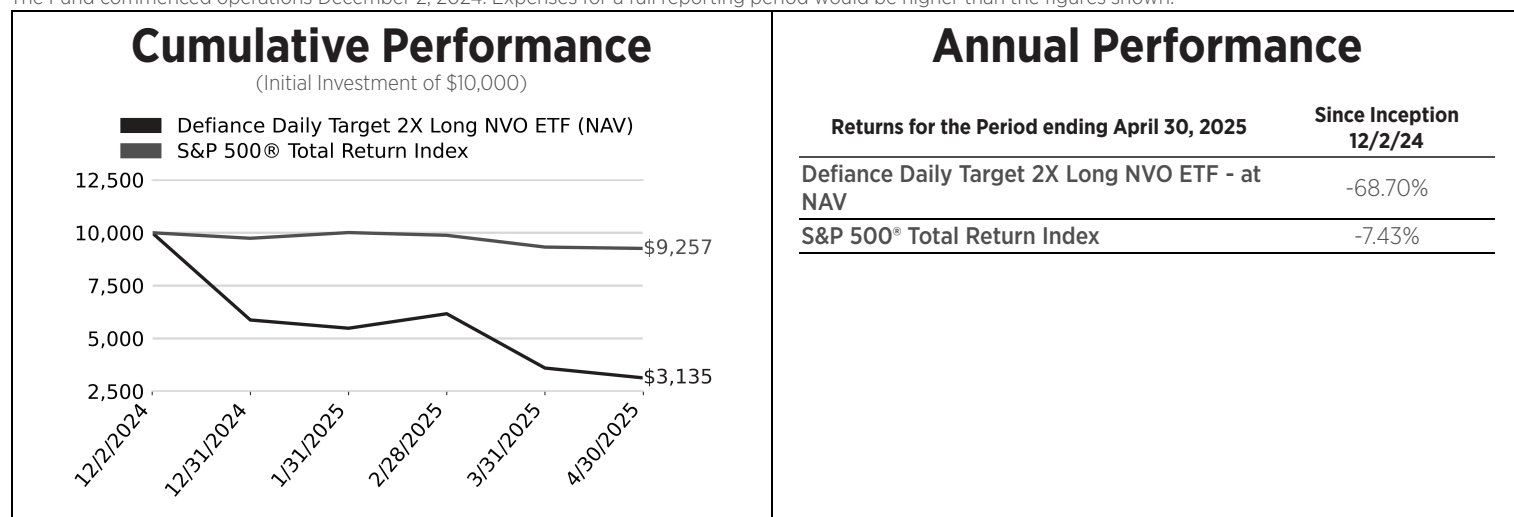 commenced operations December 2, 2024. Expenses for a full reporting period would be higher than the figures shown.
Cumulative Performance
(Initial Investment of $10,000)
Defiance Daily Target 2X Long NVO ETF (NAV)
S&P 500® Total Return Index
12,500
10,000
7,500
5,000
2,500
$9,257
$3,135
12/2/2024
12/31/2024
1/31/2025
2/28/2025
3/31/2025
4/30/2025
Annual Performance
Returns for the Period ending April 30, 2025
Since Inception
12/2/24
Defiance Daily Target 2X Long NVO ETF - at
NAV
-68.70%
S&P 500® Total Return Index
-7.43%